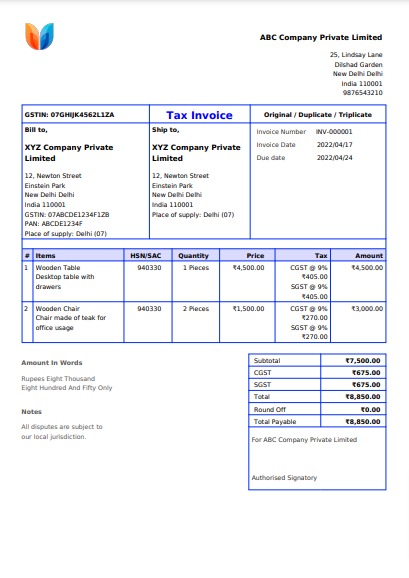 ABC Company Private Limited
25, Lindsay Lane
Dilshad Garden
New Delhi Delhi
India 110001
9876543210
GSTIN: 07GHIJK4562L1ZA
Tax Invoice
Original / Duplicate / Triplicate
Bill to,
XYZ Company Private
Limited
12, Newton Street
Einstein Park
New Delhi Delhi
India 110001
GSTIN: 07ABCDE1234F1ZB
PAN: ABCDE1234F
Place of supply: Delhi (07)
Ship to,
XYZ Company Private
Limited
12, Newton Street
Einstein Park
New Delhi Delhi
India 110001
Place of supply: Delhi (07)
Invoice Number INV-000001
Invoice Date 2022/04/17
Due date 2022/04/24
# Items HSN/SAC Quantity Price Tax Amount
1 Wooden Table 940330 1 Pieces ₹4,500.00 CGST @ 9% ₹4,500.00
Desktop table with ₹405.00
drawers SGST @ 9%
₹405.00
2 Wooden Chair 940330 2 Pieces ₹1,500.00 CGST @ 9% ₹3,000.00
Chair made of teak for ₹270.00
office usage SGST @ 9%
₹270.00
Amount In Words
Rupees Eight Thousand
Eight Hundred And Fifty Only
Notes
All disputes are subject to
our local jurisdiction.
Subtotal ₹7,500.00
CGST ₹675.00
SGST ₹675.00
Total ₹8,850.00
Round Off ₹0.00
Total Payable ₹8,850.00
For ABC Company Private Limited
Authorised Signatory